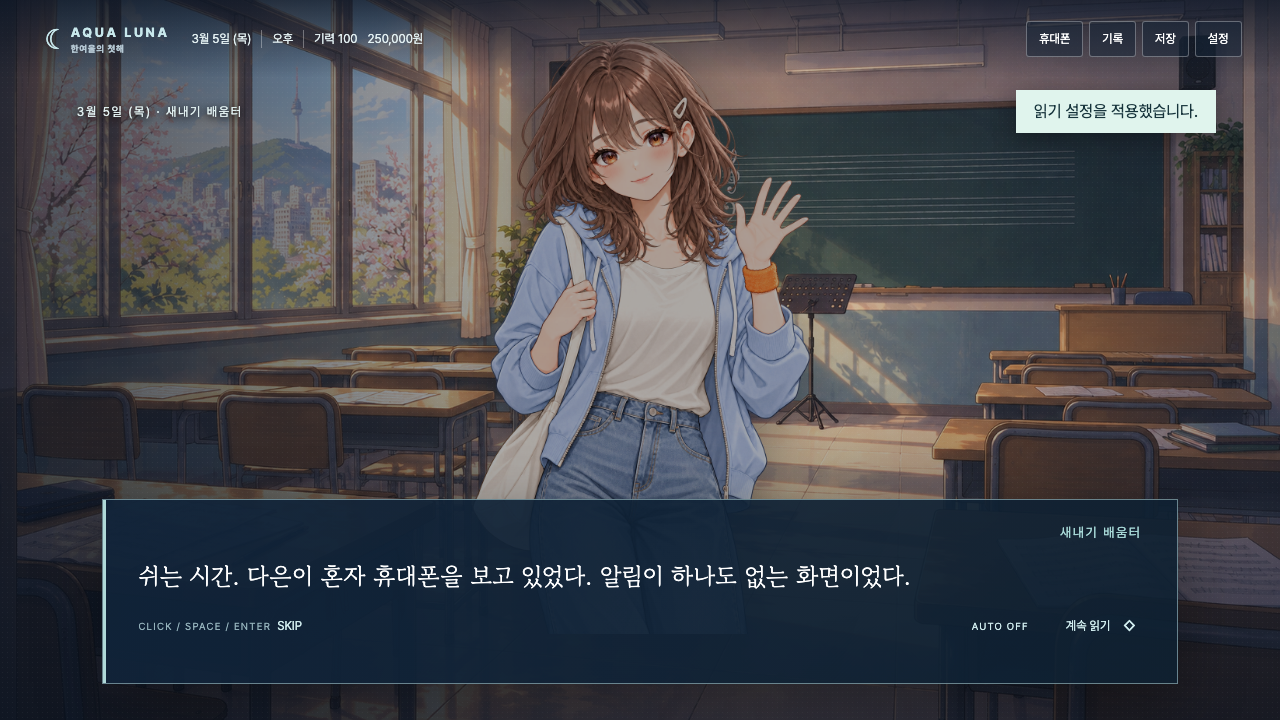 AQUA LUNA
한여울의 첫해
3월 5일 (목) 오후 기력 100 250,000원
휴대폰 기록 저장 설정
3월 5일 (목) · 새내기 배움터
읽기 설정을 적용했습니다.
새내기 배움터
쉬는 시간. 다은이 혼자 휴대폰을 보고 있었다. 알림이 하나도 없는 화면이었다.
CLICK / SPACE / ENTER SKIP
AUTO OFF 계속 읽기